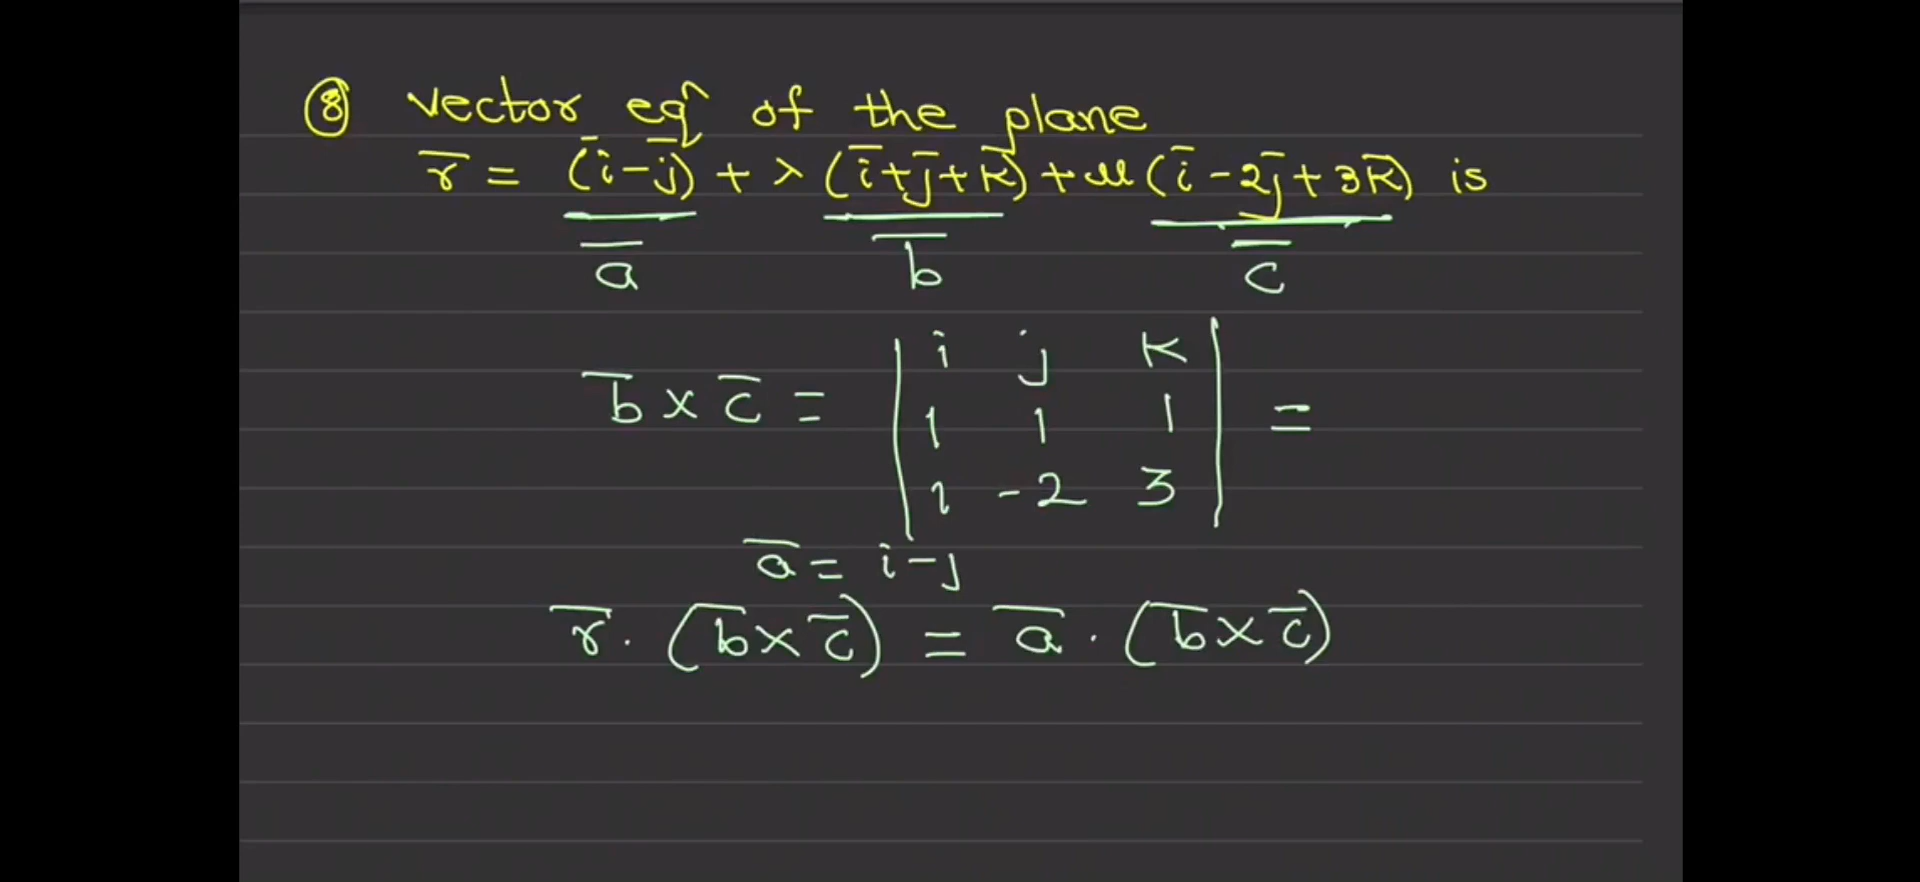 ⑧ vector eqⁿ of the plane
r̅ = (i̅-j̅) + λ (i̅+j̅+k̅) + μ (i̅-2j̅+3k̅) is
a̅ b̅ c̅
b̅ × c̅ = | i j k |
| 1 1 1 | =
| 1 -2 3 |
a̅ = i-j
r̅ . (b̅×c̅) = a̅ . (b̅×c̅)